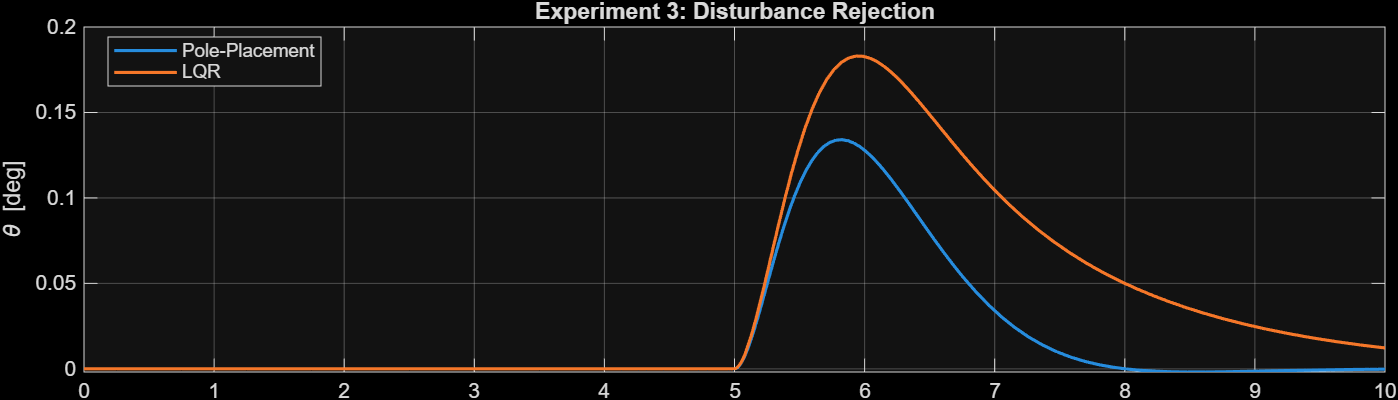 Experiment 3: Disturbance Rejection
Pole-Placement
LQR
θ [deg]
0.2
0.15
0.1
0.05
0
0 1 2 3 4 5 6 7 8 9 10